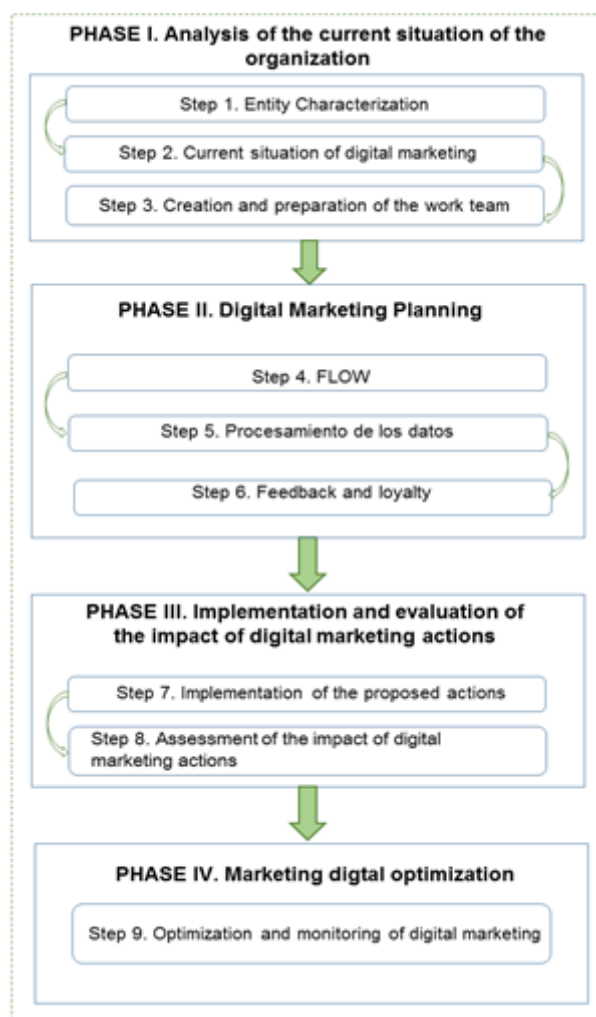 PHASE I. Analysis of the current situation of the
organization
Step 1. Entity Characterization
Step 2. Current situation of digital marketing
Step 3. Creation and preparation of the work team
PHASE II. Digital Marketing Planning
Step 4. FLOW
Step 5. Procesamiento de los datos
Step 6. Feedback and loyalty
PHASE III. Implementation and evaluation of
the impact of digital marketing actions
Step 7. Implementation of the proposed actions
Step 8. Assessment of the impact of digital
marketing actions
PHASE IV. Marketing digtal optimization
Step 9. Optimization and monitoring of digital marketing